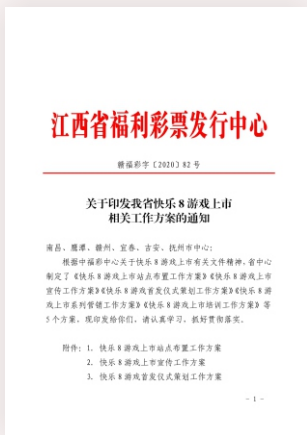 江西省福利彩票发行中心
赣福彩字〔2020〕82号
关于印发我省快乐8游戏上市
相关工作方案的通知
南昌、鹰潭、赣州、宜春、吉安、抚州市中心：
根据中福彩中心关于快乐8游戏上市有关文件精神，省中心
制定了《快乐8游戏上市站点布置工作方案》《快乐8游戏上市
宣传工作方案》《快乐8游戏首发仪式策划工作方案》《快乐8游
戏上市系列营销工作方案》《快乐8游戏上市培训工作方案》等
5个方案，现印发给你们，请认真学习，抓好贯彻落实。
附件：1. 快乐8游戏上市站点布置工作方案
2. 快乐8游戏上市宣传工作方案
3. 快乐8游戏首发仪式策划工作方案
- 1 -